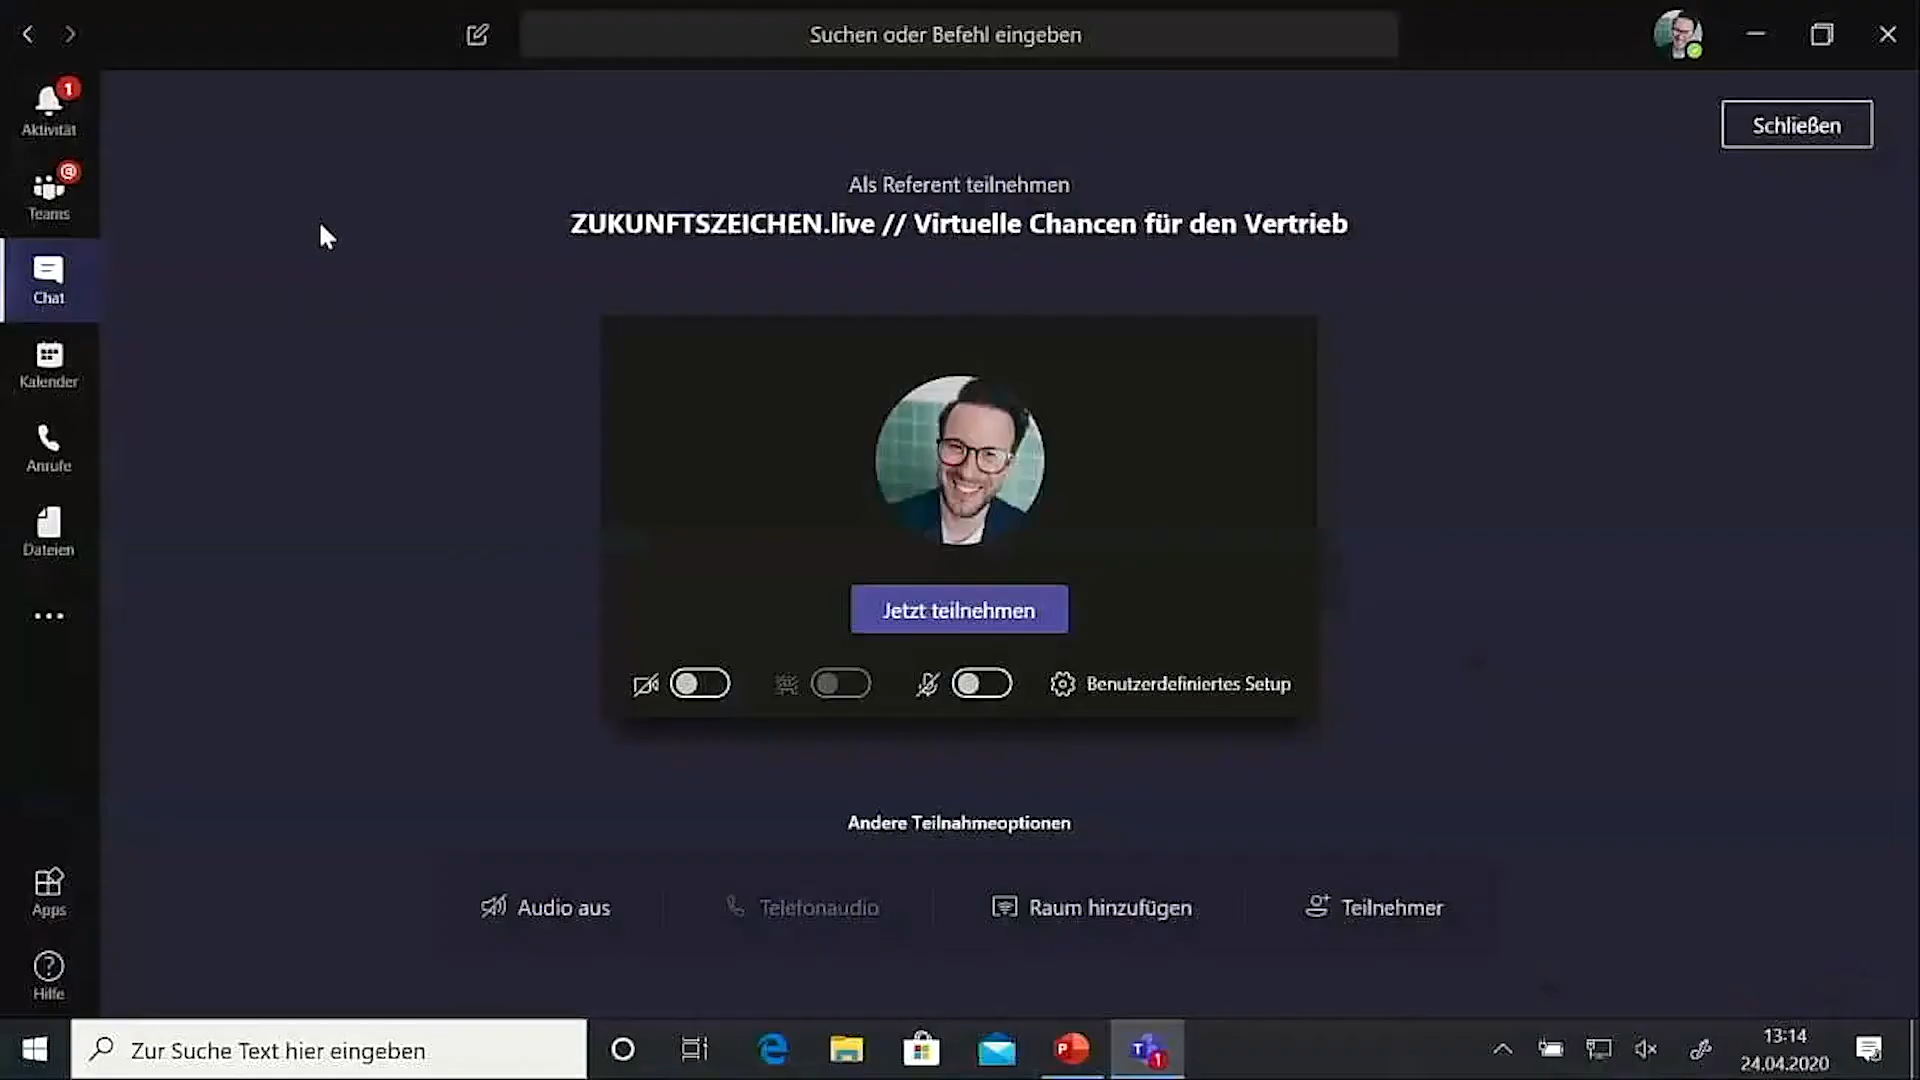 Suchen oder Befehl eingeben
1
Aktivität
@
Teams
Chat
Kalender
Anrufe
Dateien
Apps
Hilfe
Schließen
Als Referent teilnehmen
ZUKUNFTSZEICHEN.live // Virtuelle Chancen für den Vertrieb
Jetzt teilnehmen
Benutzerdefiniertes Setup
Andere Teilnahmeoptionen
Audio aus
Telefonaudio
Raum hinzufügen
Teilnehmer
Zur Suche Text hier eingeben
P
T
1
13:14
24.04.2020